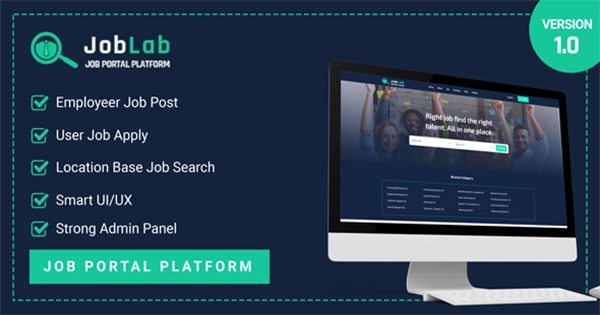 VERSION
1.0
JobLab
JOB PORTAL PLATFORM
Employeer Job Post
User Job Apply
Location Base Job Search
Smart UI/UX
Strong Admin Panel
JOB PORTAL PLATFORM
JobLab
Right job find the right
talent. All in one place
Browse Category